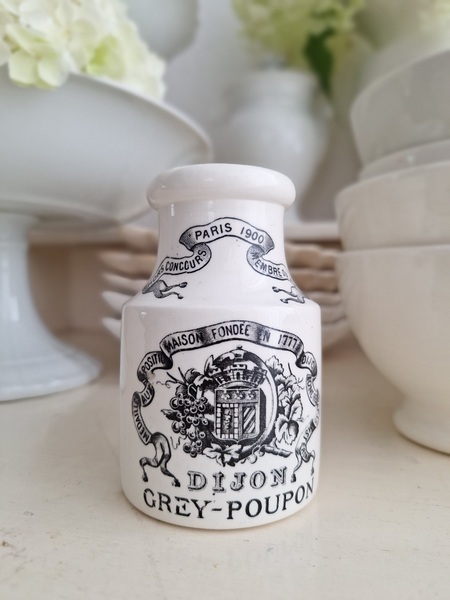 PARIS 1900
CONCOURS MEMBRE
MAISON FONDÉE EN 1777
DIJON
GREY-POUPON